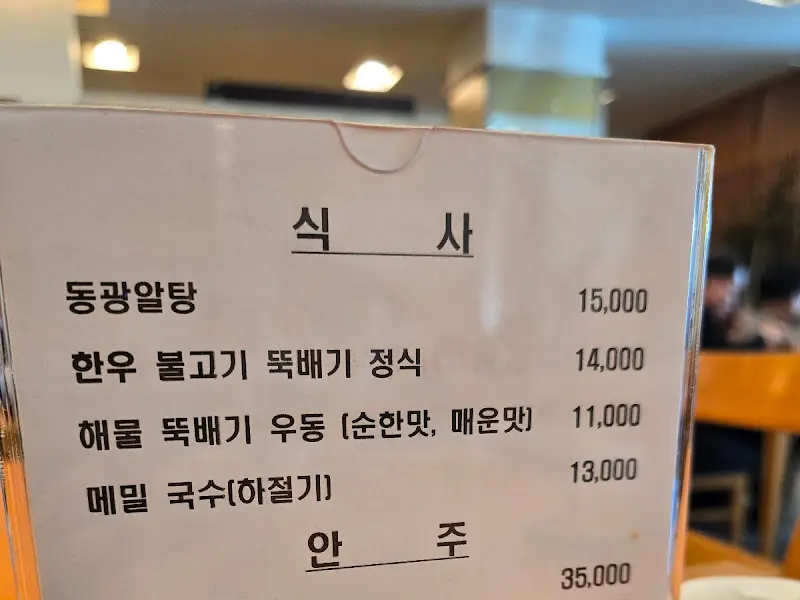 식 사
동광알탕 15,000
한우 불고기 뚝배기 정식 14,000
해물 뚝배기 우동 (순한맛, 매운맛) 11,000
메밀 국수(하절기) 13,000
안 주
35,000